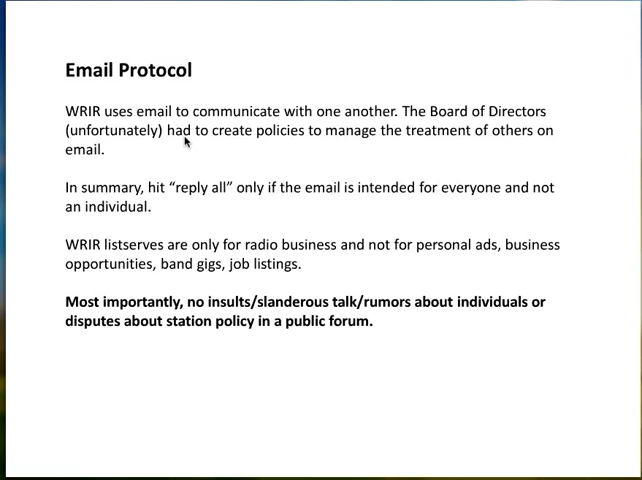 Email Protocol
WRIR uses email to communicate with one another. The Board of Directors
(unfortunately) had to create policies to manage the treatment of others on
email.
In summary, hit “reply all” only if the email is intended for everyone and not
an individual.
WRIR listserves are only for radio business and not for personal ads, business
opportunities, band gigs, job listings.
Most importantly, no insults/slanderous talk/rumors about individuals or
disputes about station policy in a public forum.